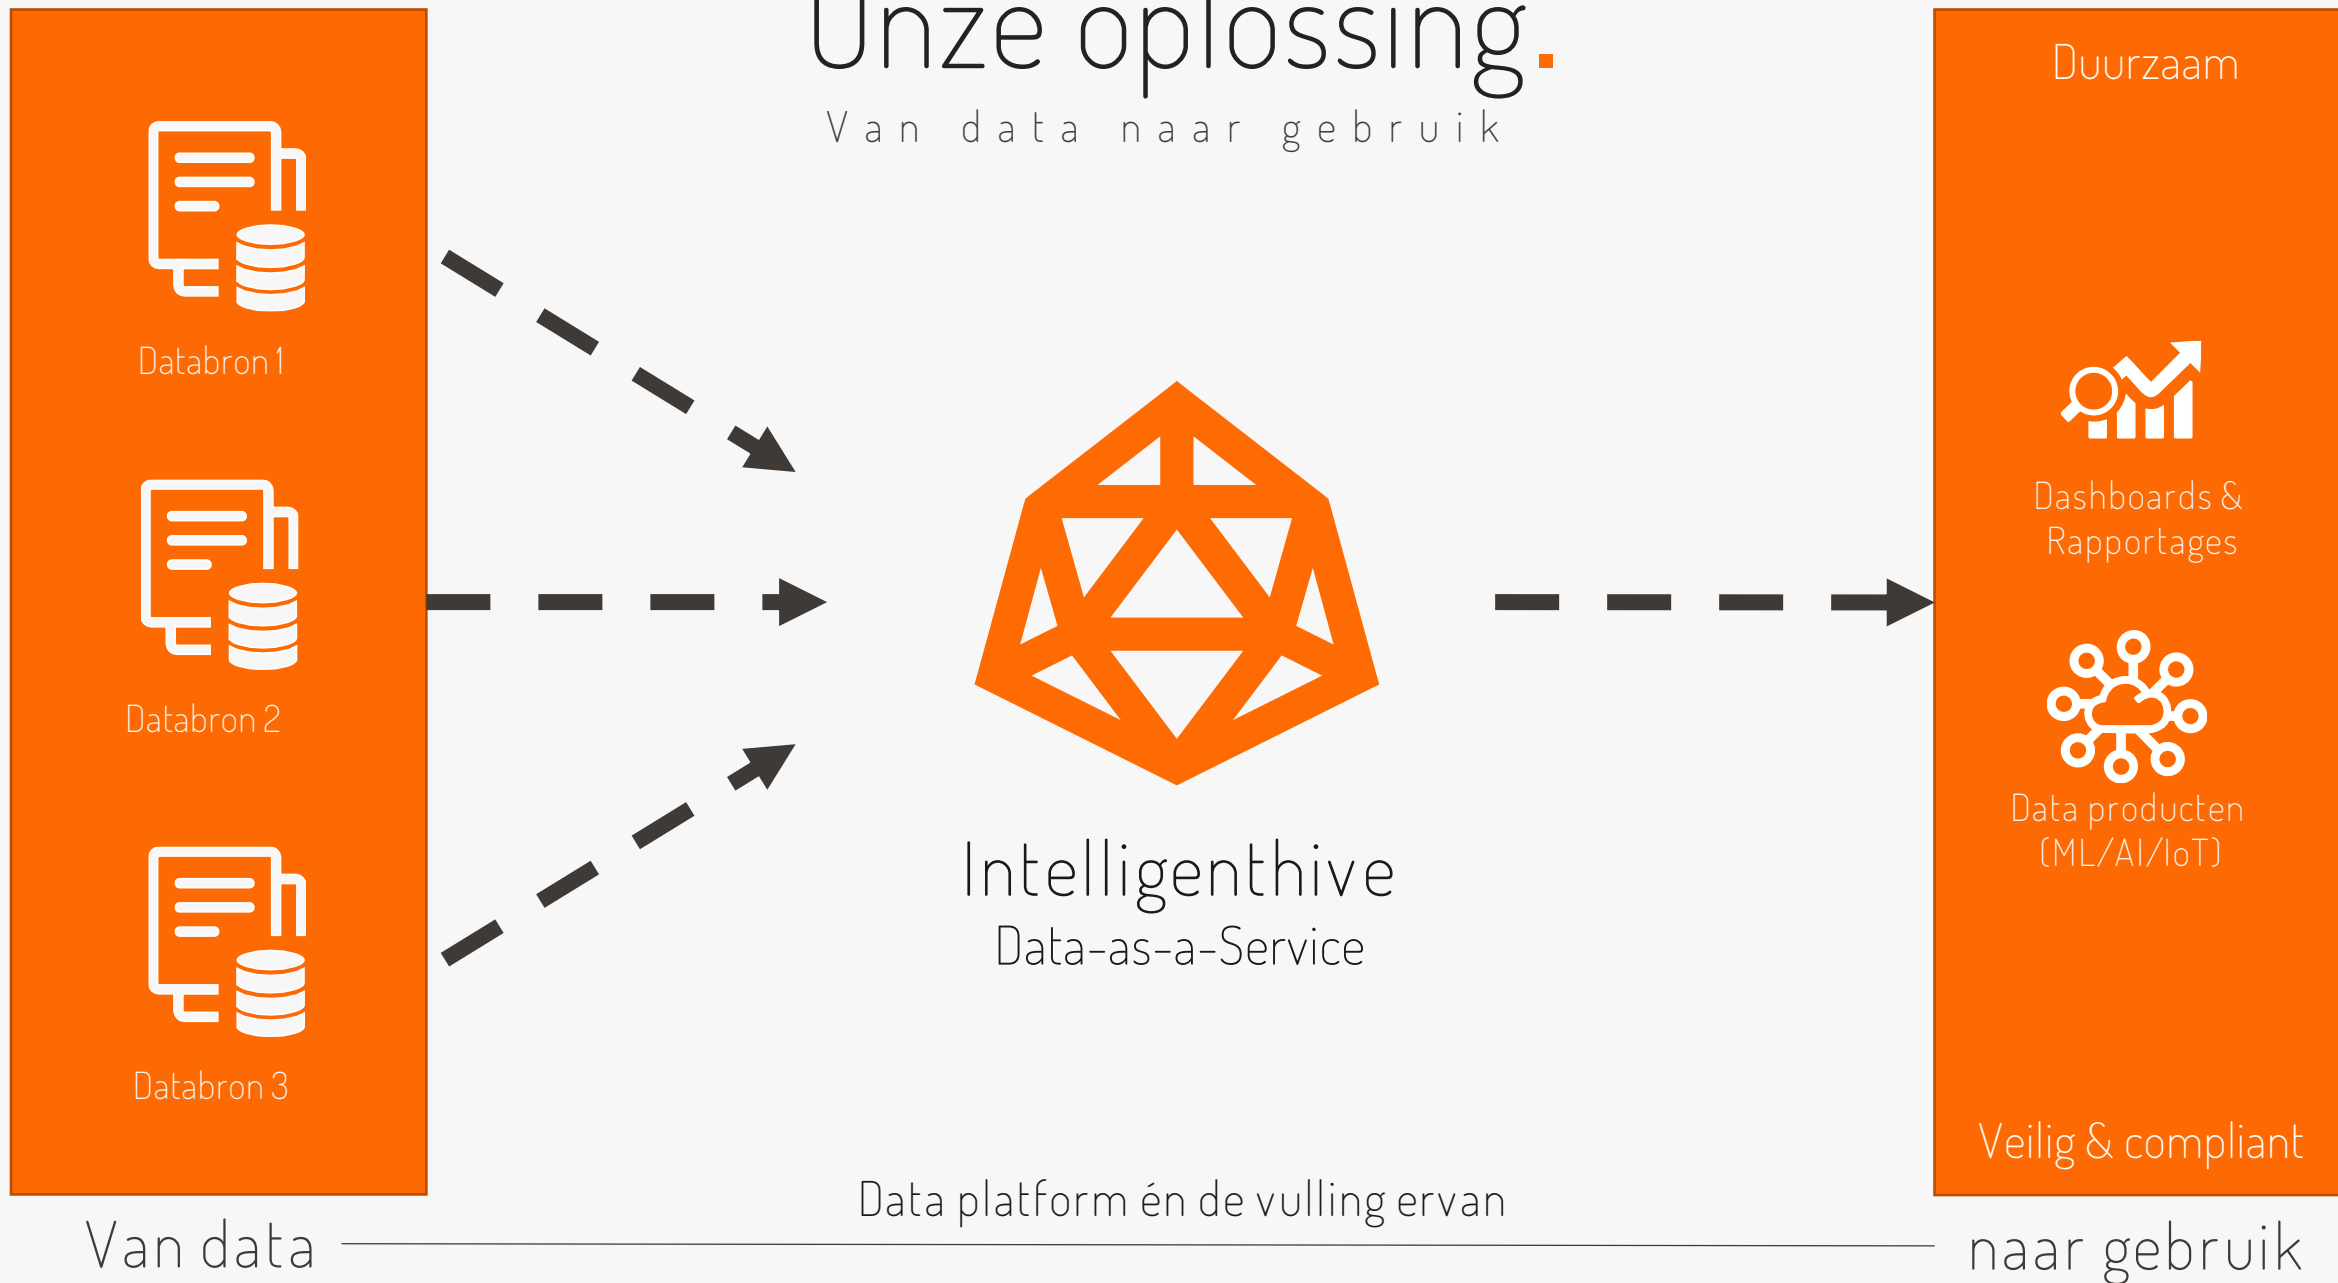 Onze oplossing.
Van data naar gebruik
Databron 1
Databron 2
Databron 3
Intelligenthive
Data-as-a-Service
Duurzaam
Dashboards &
Rapportages
Data producten
(ML/AI/IoT)
Veilig & compliant
Data platform én de vulling ervan
Van data
naar gebruik